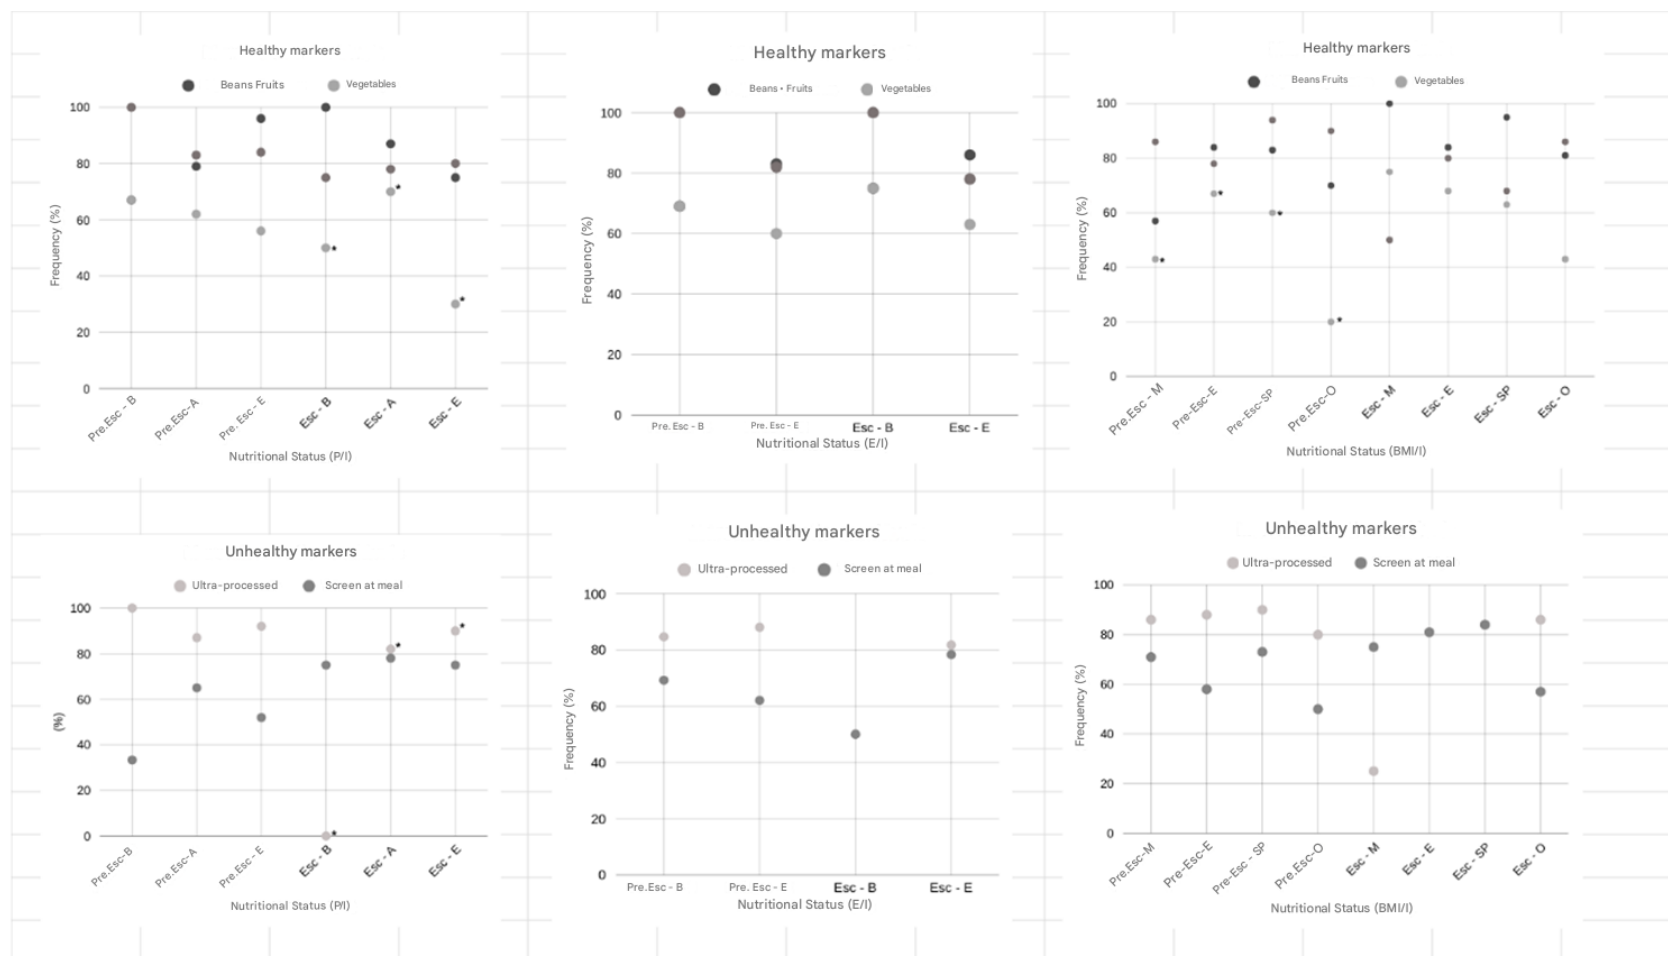 Healthy markers
Beans Fruits Vegetables
100
80
60
40
20
0
Frequency (%)
Pre.Esc - B Pre.Esc-A Pre. Esc - E Esc - B Esc - A Esc - E
Nutritional Status (P/I)
Healthy markers
Beans • Fruits Vegetables
100
80
60
40
20
0
Frequency (%)
Pre. Esc - B Pre. Esc - E Esc - B Esc - E
Nutritional Status (E/I)
Healthy markers
Beans Fruits Vegetables
100
80
60
40
20
0
Frequency (%)
Pre.Esc - M Pre-Esc-E Pre-Esc-SP Pre.Esc-O Esc - M Esc - E Esc - SP Esc - O
Nutritional Status (BMI/I)
Unhealthy markers
Ultra-processed Screen at meal
100
80
60
40
20
0
(%)
Pre.Esc-B Pre.Esc-A Pre.Esc - E Esc - B Esc - A Esc - E
Nutritional Status (P/I)
Unhealthy markers
Ultra-processed Screen at meal
100
80
60
40
20
0
Frequency (%)
Pre.Esc - B Pre. Esc - E Esc - B Esc - E
Nutritional Status (E/I)
Unhealthy markers
Ultra-processed Screen at meal
100
80
60
40
20
0
Frequency (%)
Pre.Esc-M Pre-Esc-E Pre-Esc - SP Pre.Esc-O Esc - M Esc - E Esc - SP Esc - O
Nutritional Status (BMI/I)